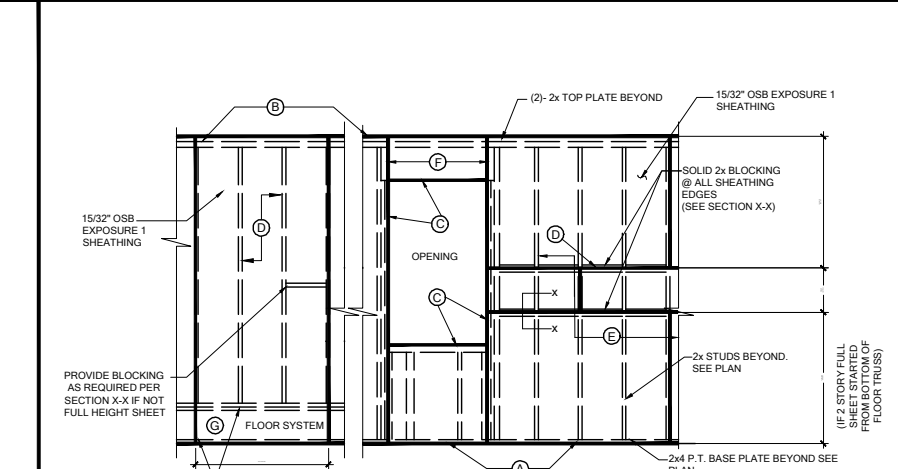 B
(2)- 2x TOP PLATE BEYOND
15/32" OSB EXPOSURE 1
SHEATHING
F
SOLID 2x BLOCKING
@ ALL SHEATHING
EDGES
(SEE SECTION X-X)
15/32" OSB
EXPOSURE 1
SHEATHING
D
C
D
OPENING
C
X
X
E
(IF 2 STORY FULL
SHEET STARTED
FROM BOTTOM OF
FLOOR TRUSS)
2x STUDS BEYOND.
SEE PLAN
PROVIDE BLOCKING
AS REQUIRED PER
SECTION X-X IF NOT
FULL HEIGHT SHEET
G
FLOOR SYSTEM
A
2x4 P.T. BASE PLATE BEYOND SEE
PLAN